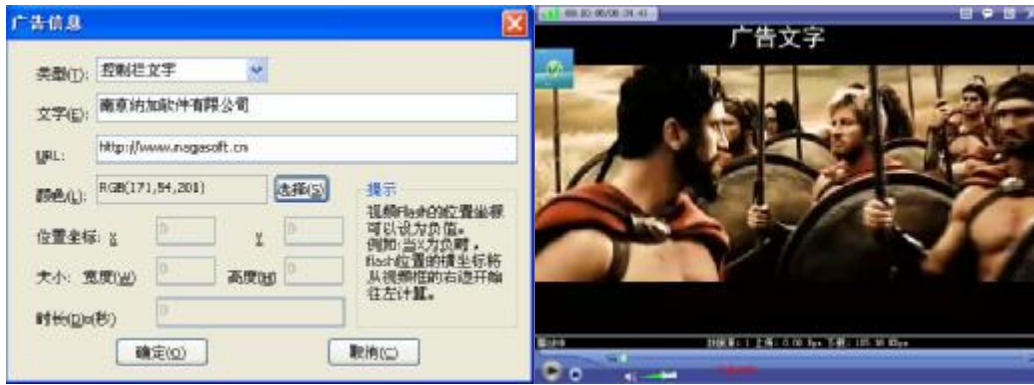 广告信息
类型(T): 控制栏文字
文字(E): 南京纳加软件有限公司
URL: http://www.nagasoft.cn
颜色(L): RGB(171,54,201) 选择(S)
提示
视频Flash的位置坐标
可以设为负值。
例如:当X为负时，
flash位置的横坐标将
从视频框的右边开始
往左计算。
位置坐标: X 0 Y 0
大小: 宽度(W) 0 高度(H) 0
时长(D)(秒) 0
确定(O) 取消(C)
广告文字